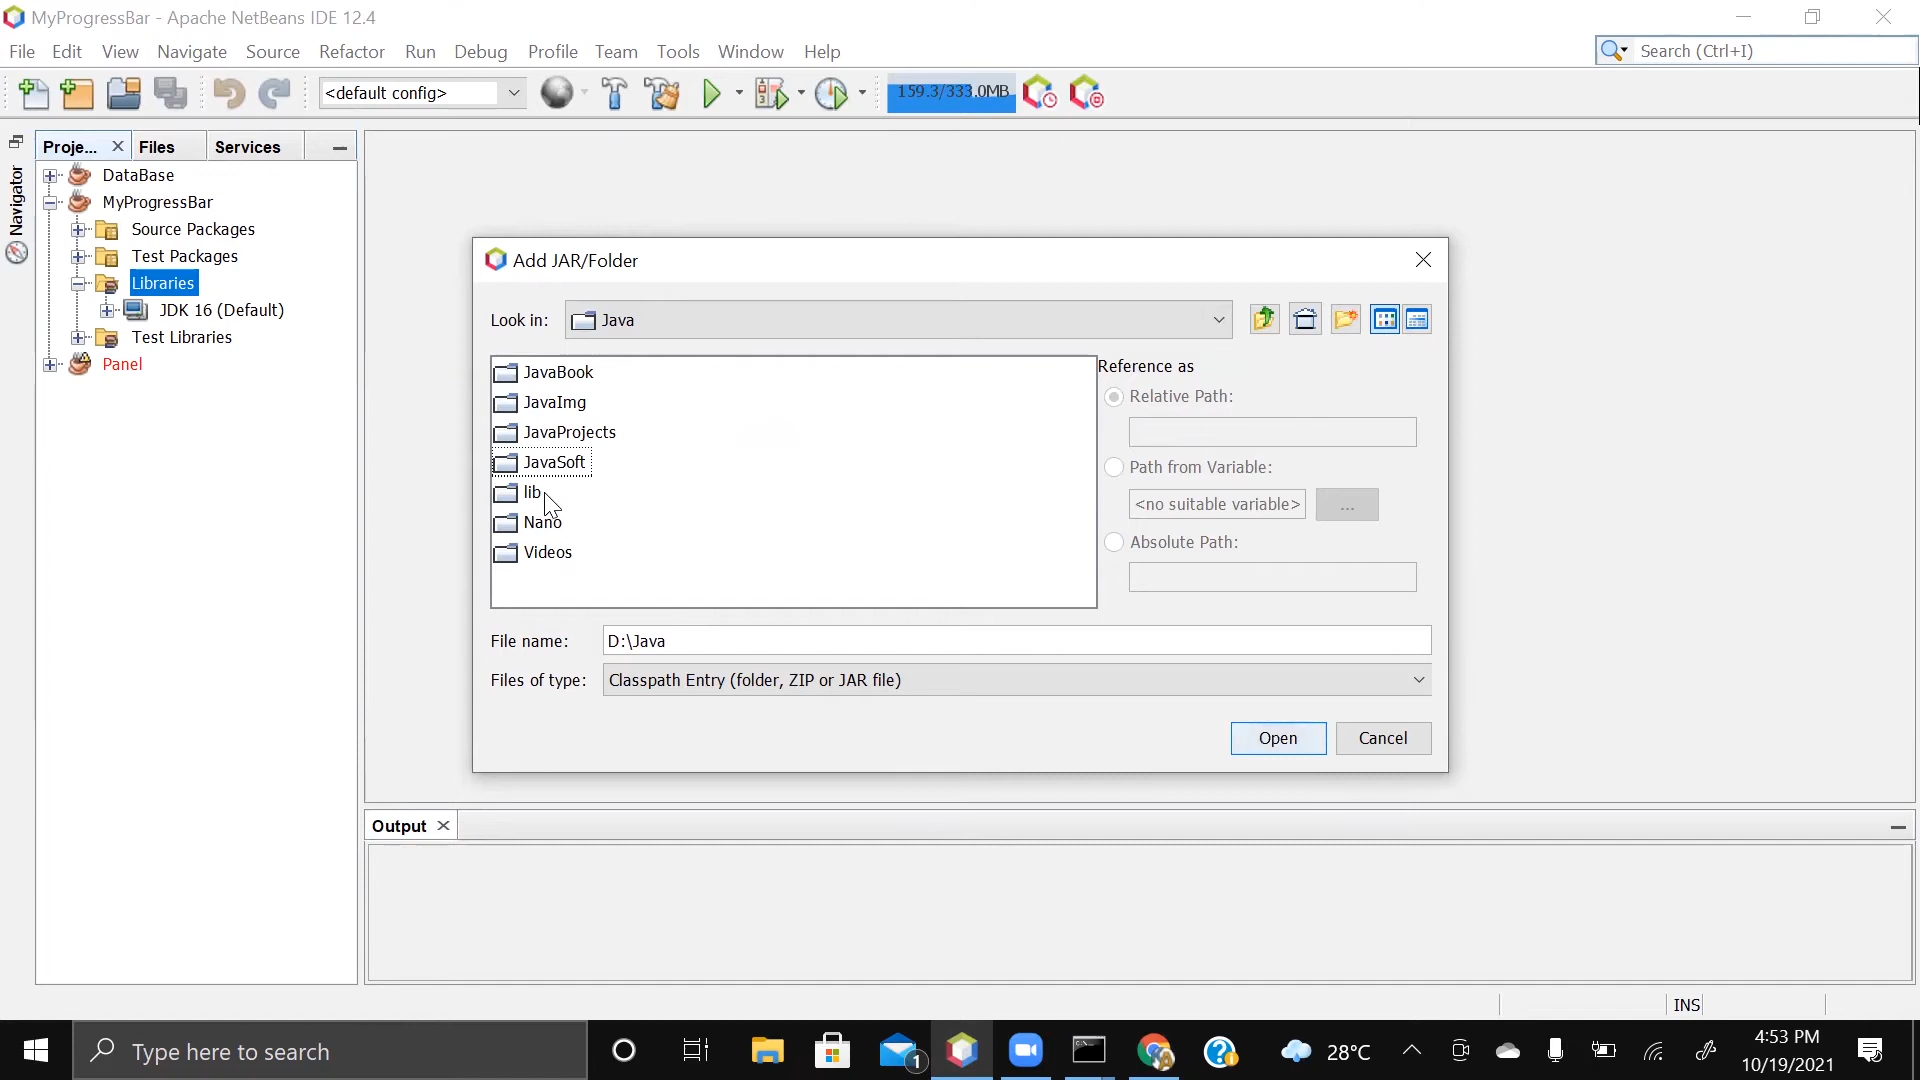 MyProgressBar - Apache NetBeans IDE 12.4
File Edit View Navigate Source Refactor Run Debug Profile Team Tools Window Help
Search (Ctrl+I)
<default config>
159.3/333.0MB
Navigator
Proje... Files Services
DataBase
MyProgressBar
Source Packages
Test Packages
Libraries
JDK 16 (Default)
Test Libraries
Panel
Add JAR/Folder
Look in: Java
JavaBook
JavaImg
JavaProjects
JavaSoft
lib
Nano
Videos
Reference as
Relative Path:
Path from Variable:
<no suitable variable> ...
Absolute Path:
File name: D:\Java
Files of type: Classpath Entry (folder, ZIP or JAR file)
Open Cancel
Output
INS
Type here to search
1
28°C
4:53 PM
10/19/2021